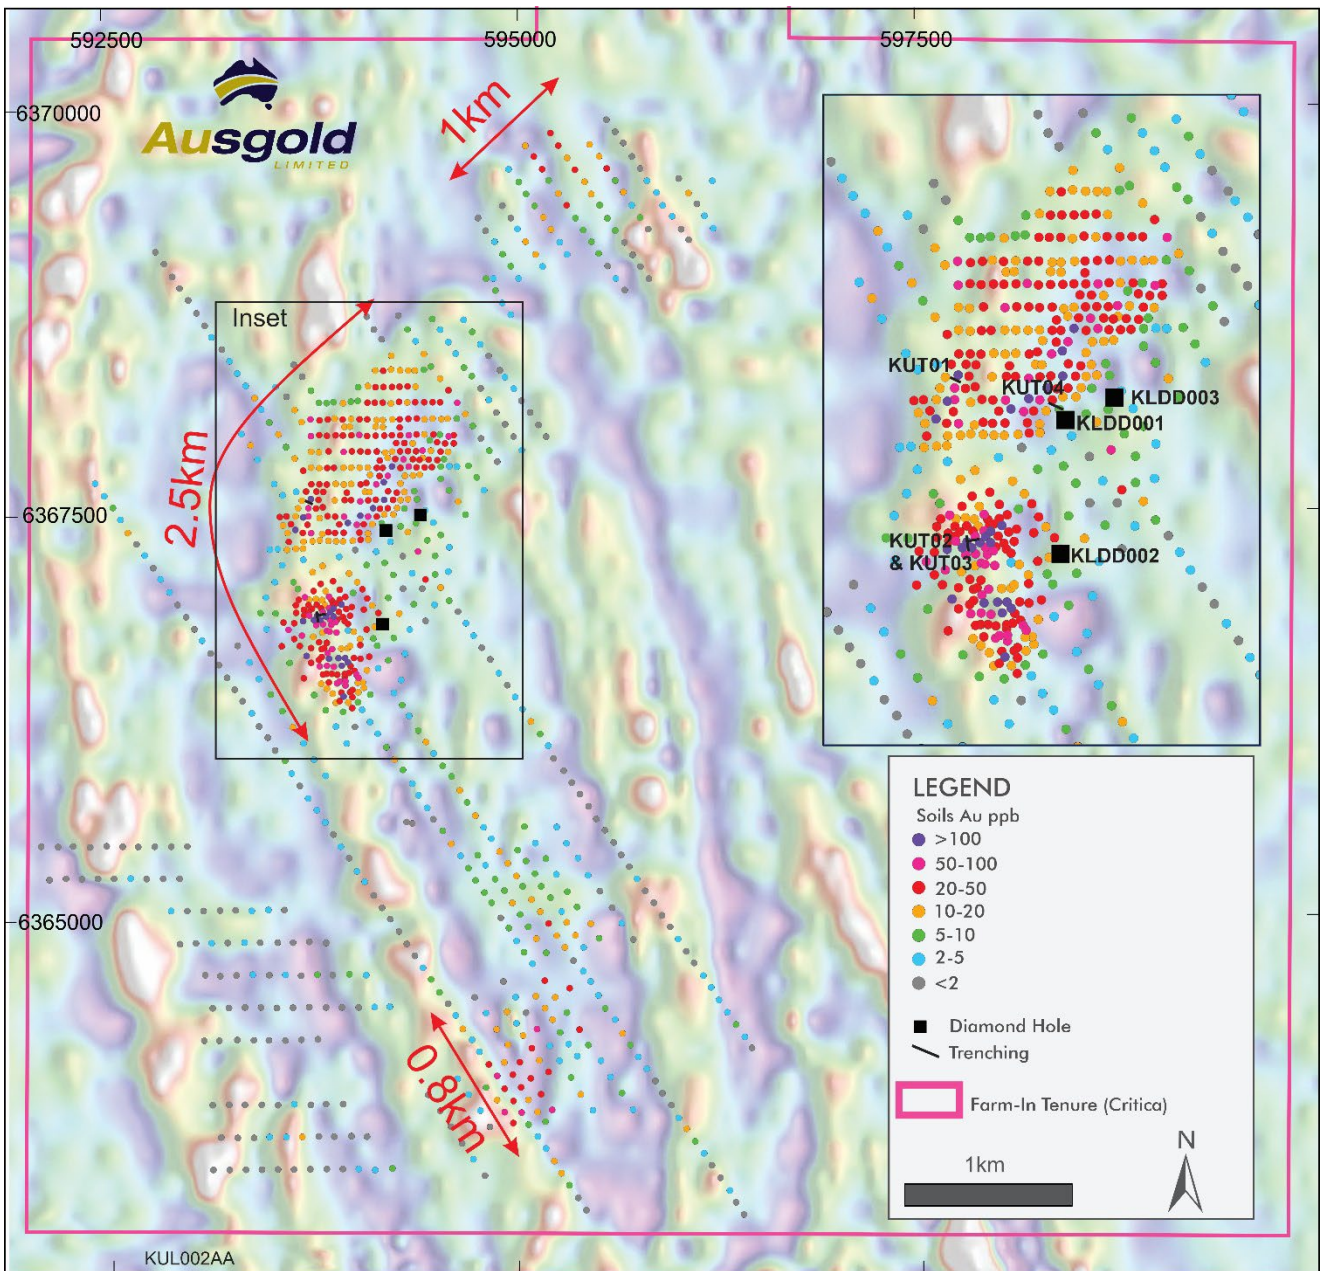 592500
595000
597500
6370000
Ausgold
LIMITED
1km
Inset
2.5km
6367500
KUT01
KUT04
KLDD003
KLDD001
KUT02
& KUT03
KLDD002
LEGEND
Soils Au ppb
>100
50-100
20-50
10-20
5-10
2-5
<2
Diamond Hole
Trenching
Farm-In Tenure (Critica)
1km
N
6365000
0.8km
KUL002AA